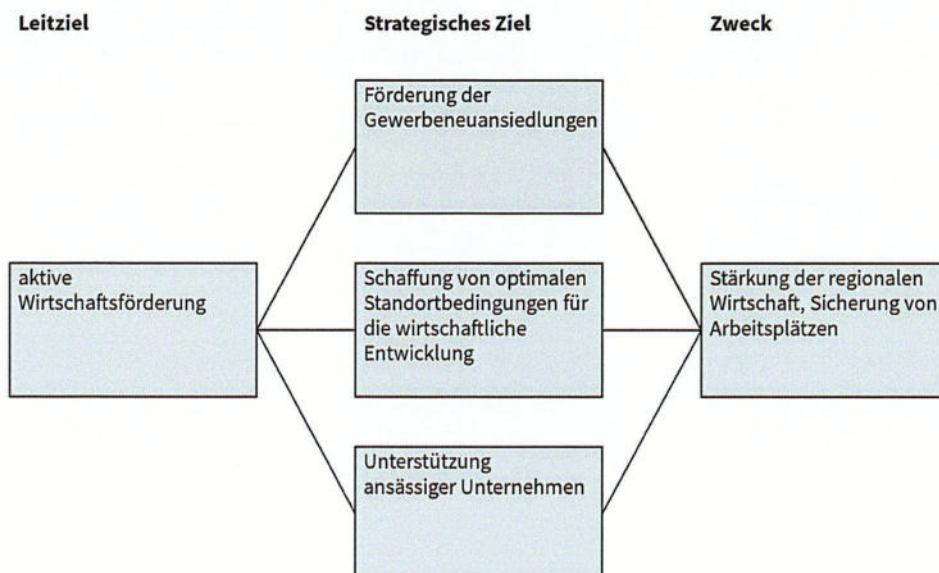 Leitziel
Strategisches Ziel
Zweck
Förderung der
Gewerbeneuansiedlungen
aktive
Wirtschaftsförderung
Schaffung von optimalen
Standortbedingungen für
die wirtschaftliche
Entwicklung
Stärkung der regionalen
Wirtschaft, Sicherung von
Arbeitsplätzen
Unterstützung
ansässiger Unternehmen